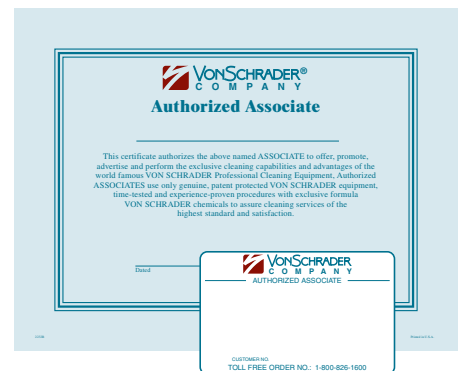 VONSCHRADER®
COMPANY
Authorized Associate
This certificate authorizes the above named ASSOCIATE to offer, promote,
advertise and perform the exclusive cleaning capabilities and advantages of the
world famous VON SCHRADER Professional Cleaning Equipment, Authorized
ASSOCIATES use only genuine, patent protected VON SCHRADER equipment,
time-tested and experience-proven procedures with exclusive formula
VON SCHRADER chemicals to assure cleaning services of the
highest standard and satisfaction.
Dated
VONSCHRADER
COMPANY
AUTHORIZED ASSOCIATE
CUSTOMER NO.
TOLL FREE ORDER NO.: 1-800-826-1600